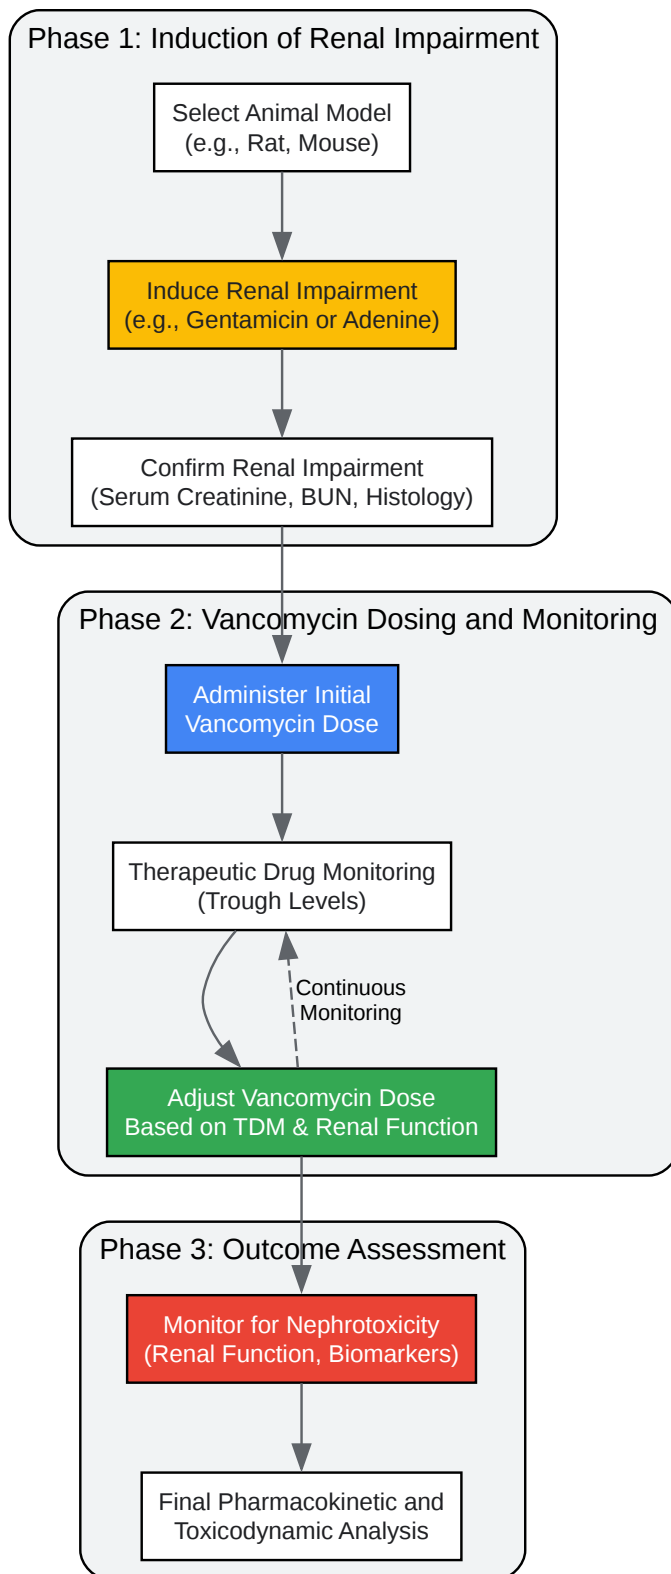 Phase 1: Induction of Renal Impairment
Select Animal Model
(e.g., Rat, Mouse)
Induce Renal Impairment
(e.g., Gentamicin or Adenine)
Confirm Renal Impairment
(Serum Creatinine, BUN, Histology)
Phase 2: Vancomycin Dosing and Monitoring
Administer Initial
Vancomycin Dose
Therapeutic Drug Monitoring
(Trough Levels)
Continuous
Monitoring
Adjust Vancomycin Dose
Based on TDM & Renal Function
Phase 3: Outcome Assessment
Monitor for Nephrotoxicity
(Renal Function, Biomarkers)
Final Pharmacokinetic and
Toxicodynamic Analysis